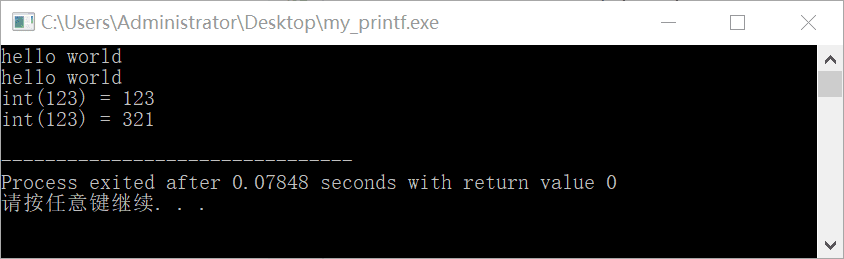 C:\Users\Administrator\Desktop\my_printf.exe
hello world
hello world
int(123) = 123
int(123) = 321
--------------------------------
Process exited after 0.07848 seconds with return value 0
请按任意键继续. . .